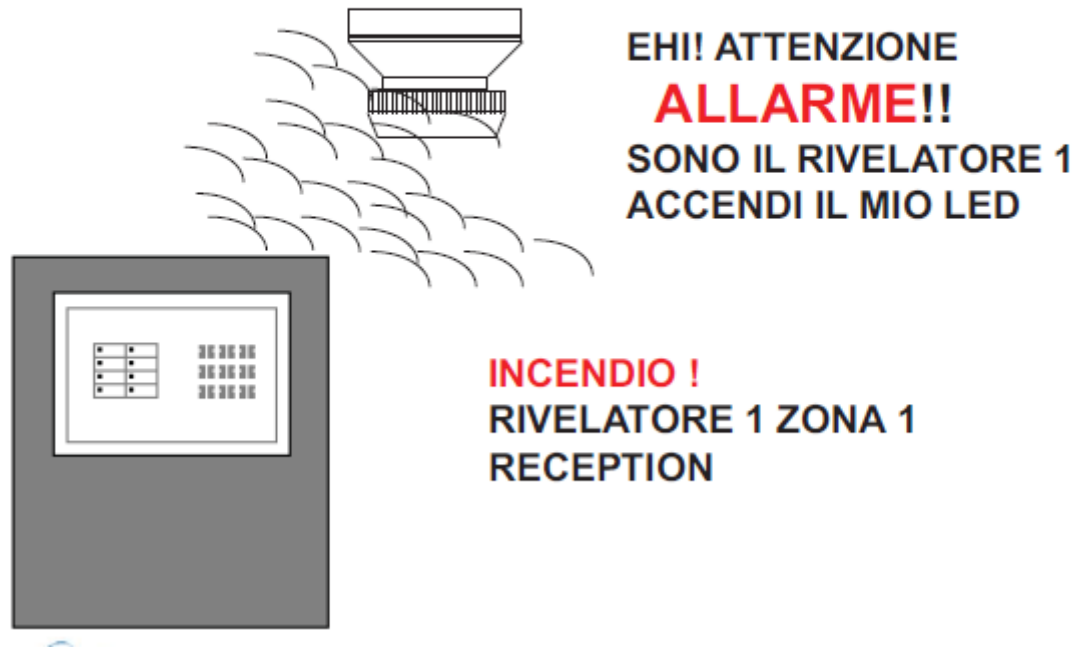 EHI! ATTENZIONE
ALLARME!!
SONO IL RIVELATORE 1
ACCENDI IL MIO LED
INCENDIO !
RIVELATORE 1 ZONA 1
RECEPTION